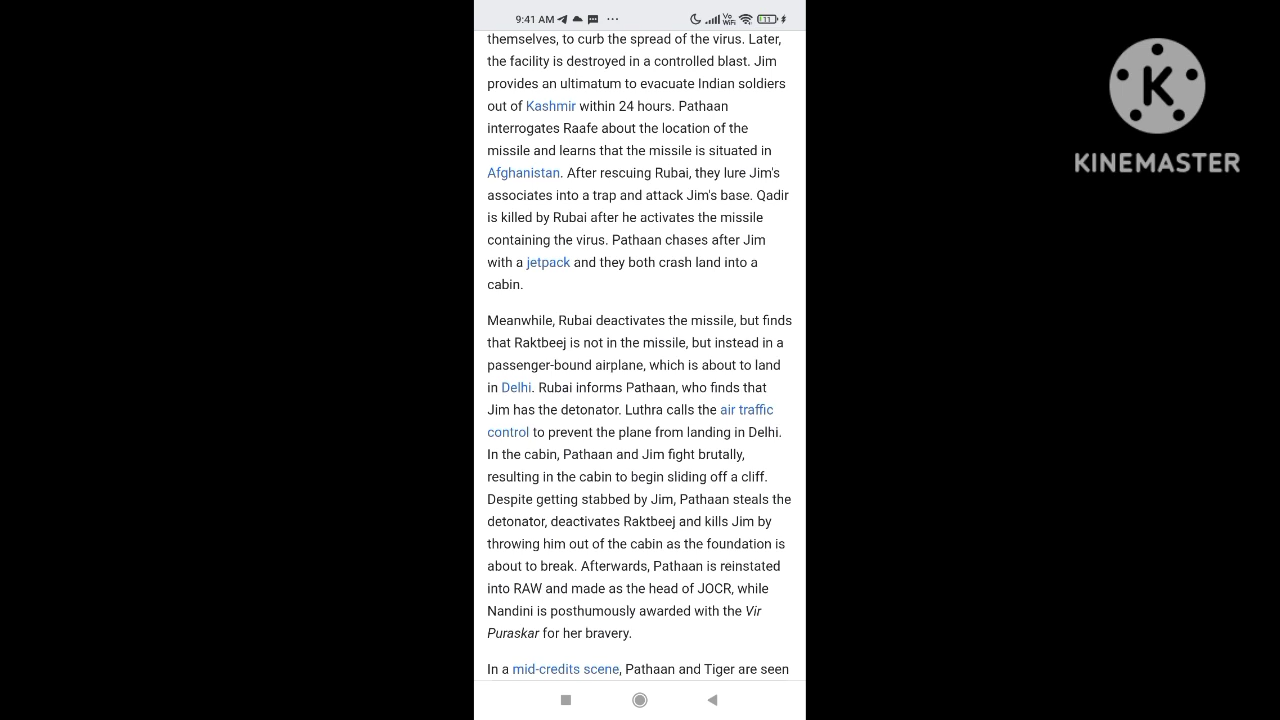 9:41 AM
Vo
WiFi
11
themselves, to curb the spread of the virus. Later,
the facility is destroyed in a controlled blast. Jim
provides an ultimatum to evacuate Indian soldiers
out of Kashmir within 24 hours. Pathaan
interrogates Raafe about the location of the
missile and learns that the missile is situated in
Afghanistan. After rescuing Rubai, they lure Jim's
associates into a trap and attack Jim's base. Qadir
is killed by Rubai after he activates the missile
containing the virus. Pathaan chases after Jim
with a jetpack and they both crash land into a
cabin.
Meanwhile, Rubai deactivates the missile, but finds
that Raktbeej is not in the missile, but instead in a
passenger-bound airplane, which is about to land
in Delhi. Rubai informs Pathaan, who finds that
Jim has the detonator. Luthra calls the air traffic
control to prevent the plane from landing in Delhi.
In the cabin, Pathaan and Jim fight brutally,
resulting in the cabin to begin sliding off a cliff.
Despite getting stabbed by Jim, Pathaan steals the
detonator, deactivates Raktbeej and kills Jim by
throwing him out of the cabin as the foundation is
about to break. Afterwards, Pathaan is reinstated
into RAW and made as the head of JOCR, while
Nandini is posthumously awarded with the Vir
Puraskar for her bravery.
In a mid-credits scene, Pathaan and Tiger are seen
K
KINEMASTER